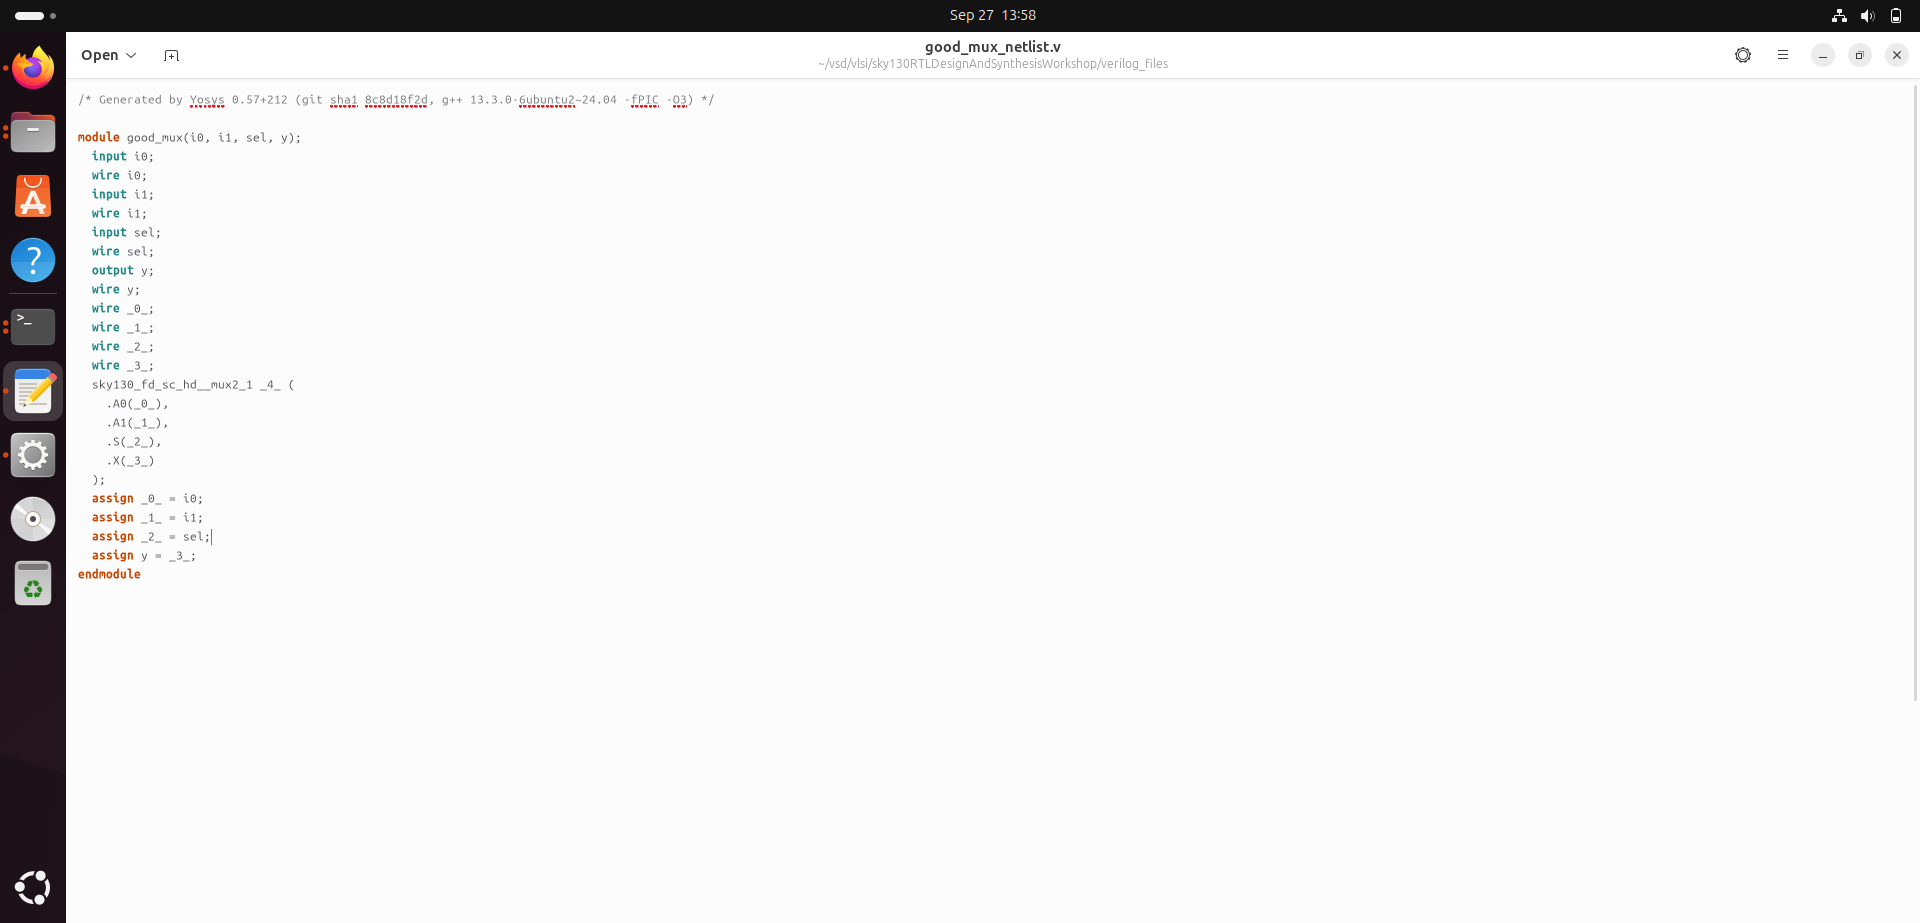 Sep 27 13:58
Open
good_mux_netlist.v
~/vsd/vlsi/sky130RTLDesignAndSynthesisWorkshop/verilog_files
/* Generated by Yosys 0.57+212 (git sha1 8c8d18f2d, g++ 13.3.0-6ubuntu2~24.04 -fPIC -O3) */
module good_mux(i0, i1, sel, y);
input i0;
wire i0;
input i1;
wire i1;
input sel;
wire sel;
output y;
wire y;
wire _0_;
wire _1_;
wire _2_;
wire _3_;
sky130_fd_sc_hd__mux2_1 _4_ (
.A0(_0_),
.A1(_1_),
.S(_2_),
.X(_3_)
);
assign _0_ = i0;
assign _1_ = i1;
assign _2_ = sel;
assign y = _3_;
endmodule